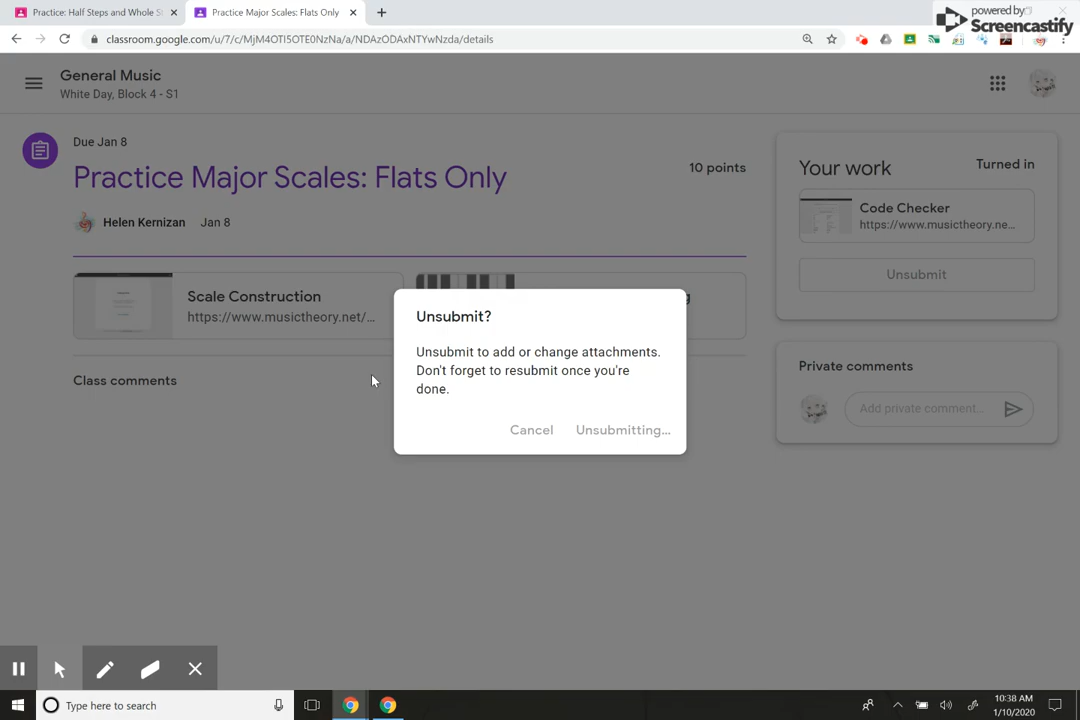 Practice: Half Steps and Whole S
Practice Major Scales: Flats Only
powered by
Screencastify
classroom.google.com/u/7/c/MjM4OTI5OTE0NzNa/a/NDAzODAxNTYwNzda/details
General Music
White Day, Block 4 - S1
Due Jan 8
Practice Major Scales: Flats Only
10 points
Helen Kernizan Jan 8
Your work
Turned in
Code Checker
https://www.musictheory.ne...
Unsubmit
Scale Construction
https://www.musictheory.net/...
g
Unsubmit?
Unsubmit to add or change attachments.
Don't forget to resubmit once you're
done.
Cancel
Unsubmitting...
Class comments
Private comments
Add private comment...
Type here to search
10:38 AM
1/10/2020